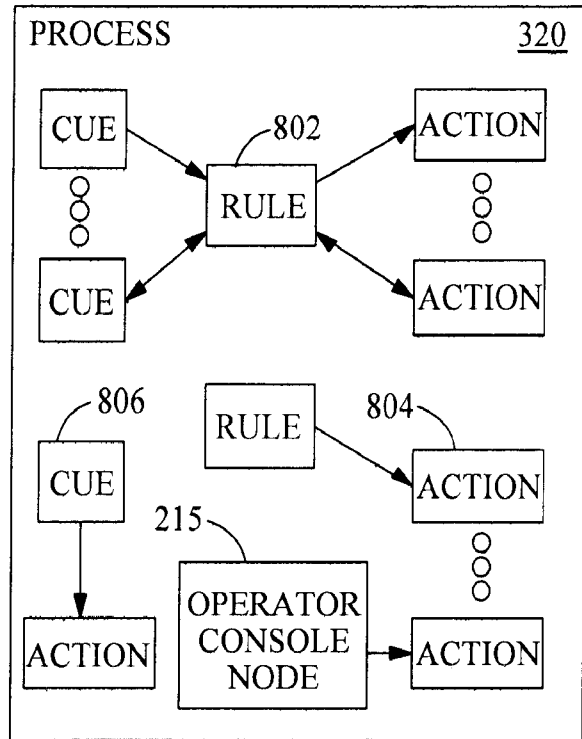 PROCESS 320
CUE 802 ACTION
RULE
CUE ACTION
806 RULE 804
CUE ACTION
215
OPERATOR
CONSOLE
NODE
ACTION ACTION